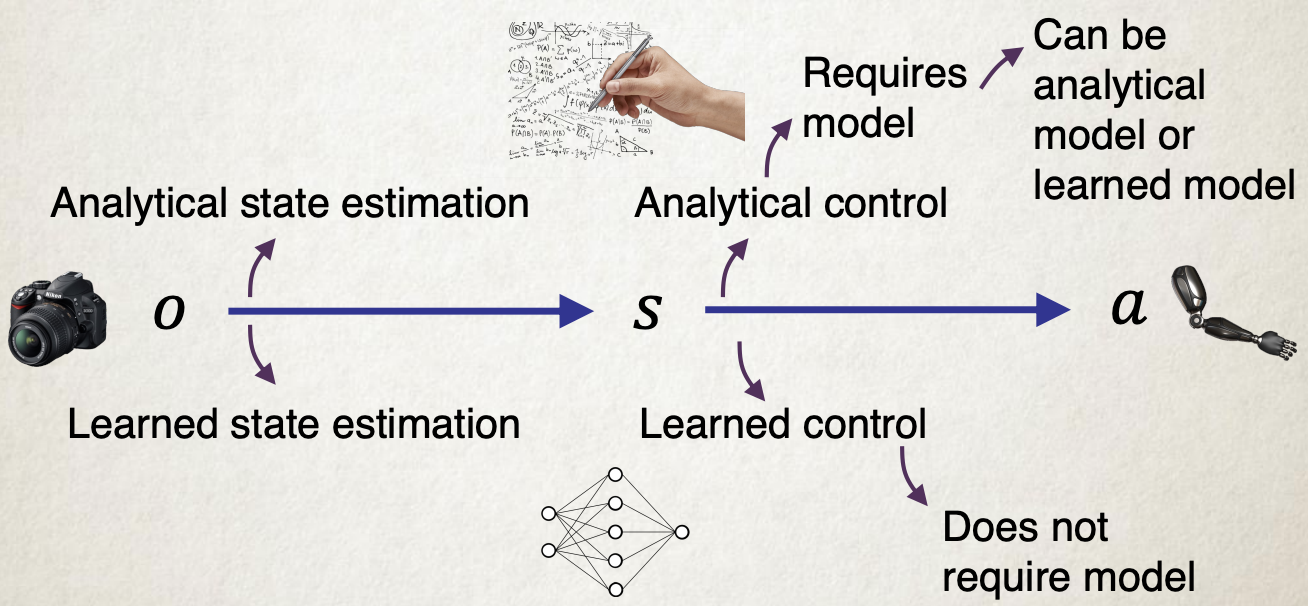 Can be
analytical
model or
learned model
Requires
model
P(A∩B)=P(A).P(B)
Analytical state estimation
Analytical control
Nikon
o
s
a
Learned state estimation
Learned control
Does not
require model